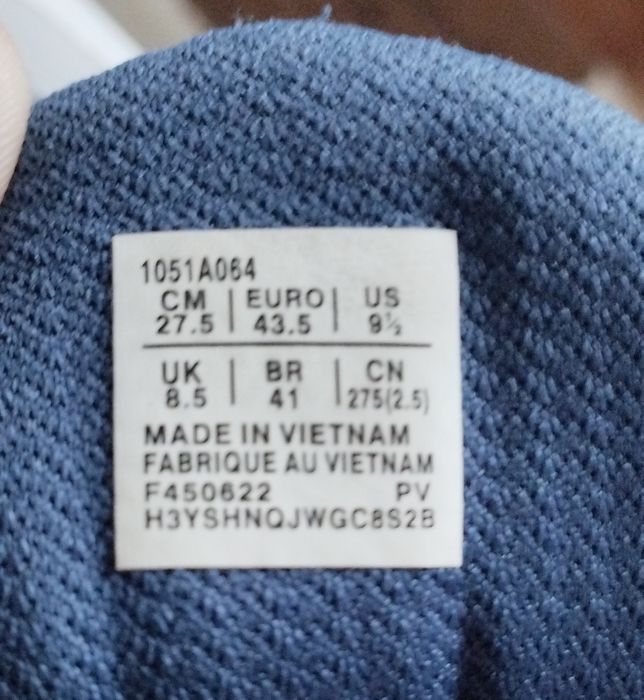 1051A064
CM | EURO | US
27.5 | 43.5 | 9½
UK | BR | CN
8.5 | 41 | 275(2.5)
MADE IN VIETNAM
FABRIQUE AU VIETNAM
F450622 PV
H3YSHNQJWGC8S2B